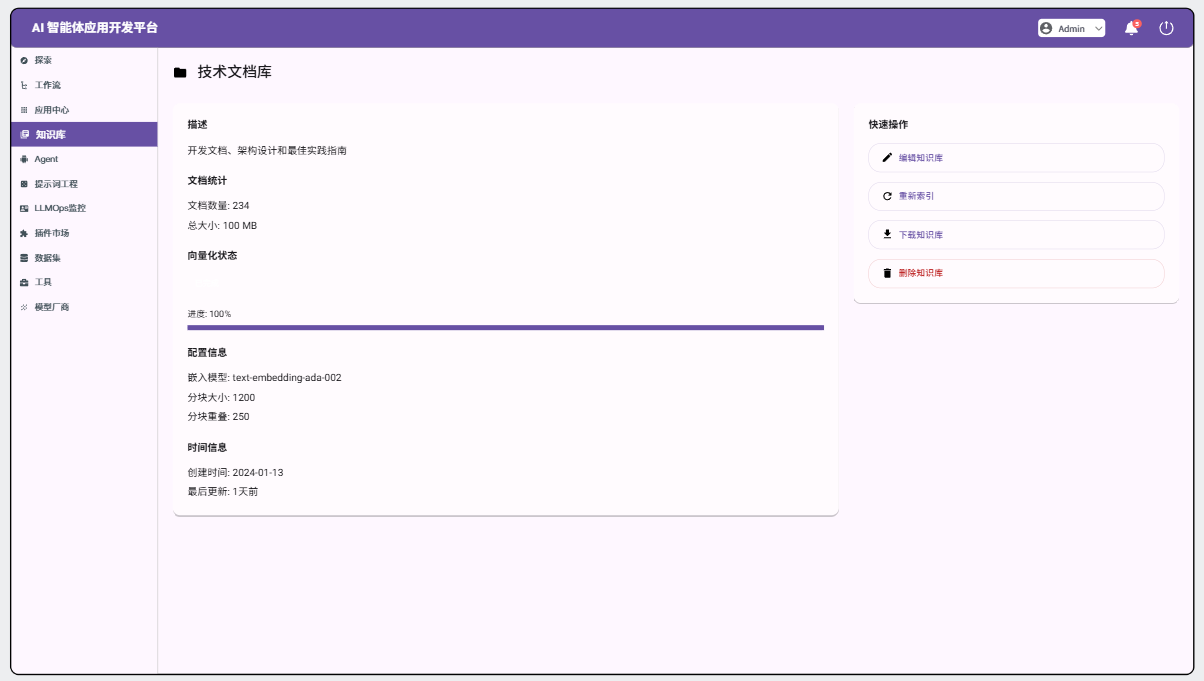 AI 智能体应用开发平台
Admin
5
探索
工作流
应用中心
知识库
Agent
提示词工程
LLMOps监控
插件市场
数据集
工具
模型厂商
技术文档库
描述
开发文档、架构设计和最佳实践指南
文档统计
文档数量: 234
总大小: 100 MB
向量化状态
进度: 100%
配置信息
嵌入模型: text-embedding-ada-002
分块大小: 1200
分块重叠: 250
时间信息
创建时间: 2024-01-13
最后更新: 1天前
快速操作
编辑知识库
重新索引
下载知识库
删除知识库